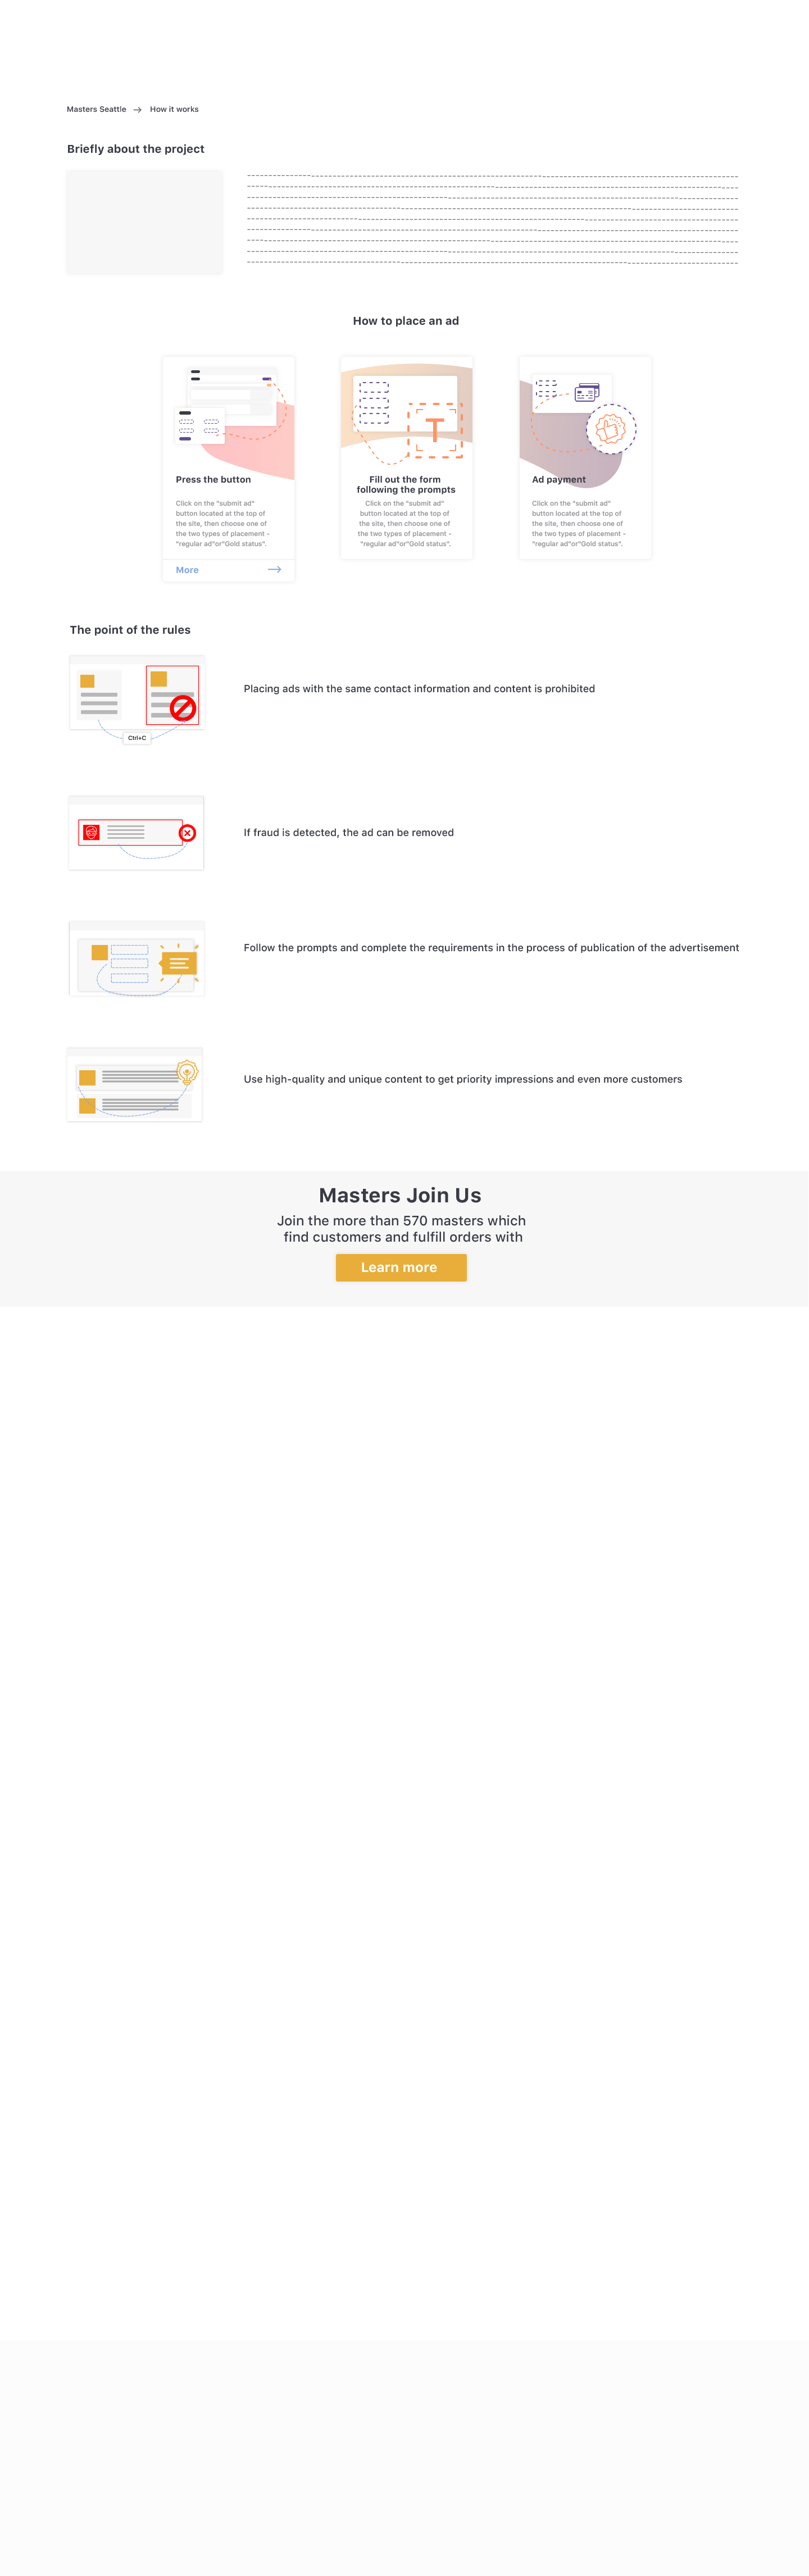 Masters Seattle → How it works
Briefly about the project
How to place an ad
Press the button
Click on the "submit ad"
button located at the top of
the site, then choose one of
the two types of placement -
"regular ad"or"Gold status".
More
T
Fill out the form
following the prompts
Click on the "submit ad"
button located at the top of
the site, then choose one of
the two types of placement -
"regular ad"or"Gold status".
Ad payment
Click on the "submit ad"
button located at the top of
the site, then choose one of
the two types of placement -
"regular ad"or"Gold status".
The point of the rules
Placing ads with the same contact information and content is prohibited
Ctrl+C
If fraud is detected, the ad can be removed
Follow the prompts and complete the requirements in the process of publication of the advertisement
Use high-quality and unique content to get priority impressions and even more customers
Masters Join Us
Join the more than 570 masters which
find customers and fulfill orders with
Learn more